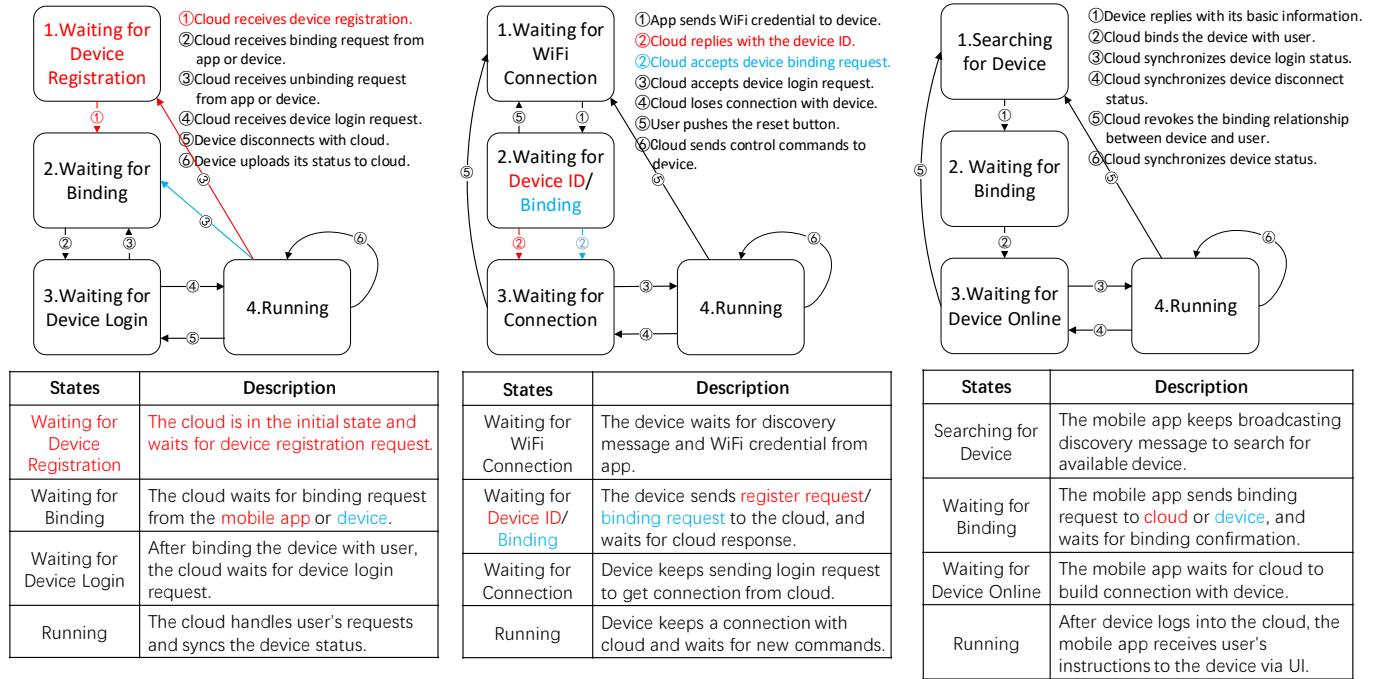 1.Waiting for
Device
Registration
①
2.Waiting for
Binding
③
③
②
③
⑥
3.Waiting for
Device Login
④
⑤
4.Running
①Cloud receives device registration.
②Cloud receives binding request from
app or device.
③Cloud receives unbinding request
from app or device.
④Cloud receives device login request.
⑤Device disconnects with cloud.
⑥Device uploads its status to cloud.
States
Description
Waiting for
Device
Registration
The cloud is in the initial state and
waits for device registration request.
Waiting for
Binding
The cloud waits for binding request
from the mobile app or device.
Waiting for
Device Login
After binding the device with user,
the cloud waits for device login
request.
Running
The cloud handles user's requests
and syncs the device status.
1.Waiting for
WiFi
Connection
⑤
①
2.Waiting for
Device ID/
Binding
⑤
⑤
②
②
⑥
3.Waiting for
Connection
③
④
4.Running
①App sends WiFi credential to device.
②Cloud replies with the device ID.
②Cloud accepts device binding request.
③Cloud accepts device login request.
④Cloud loses connection with device.
⑤User pushes the reset button.
⑥Cloud sends control commands to
device.
States
Description
Waiting for
WiFi
Connection
The device waits for discovery
message and WiFi credential from
app.
Waiting for
Device ID/
Binding
The device sends register request/
binding request to the cloud, and
waits for cloud response.
Waiting for
Connection
Device keeps sending login request
to get connection from cloud.
Running
Device keeps a connection with
cloud and waits for new commands.
1.Searching
for Device
①
2. Waiting for
Binding
⑤
⑤
②
⑥
3.Waiting for
Device Online
③
④
4.Running
①Device replies with its basic information.
②Cloud binds the device with user.
③Cloud synchronizes device login status.
④Cloud synchronizes device disconnect
status.
⑤Cloud revokes the binding relationship
between device and user.
⑥Cloud synchronizes device status.
States
Description
Searching for
Device
The mobile app keeps broadcasting
discovery message to search for
available device.
Waiting for
Binding
The mobile app sends binding
request to cloud or device, and
waits for binding confirmation.
Waiting for
Device Online
The mobile app waits for cloud to
build connection with device.
Running
After device logs into the cloud, the
mobile app receives user's
instructions to the device via UI.